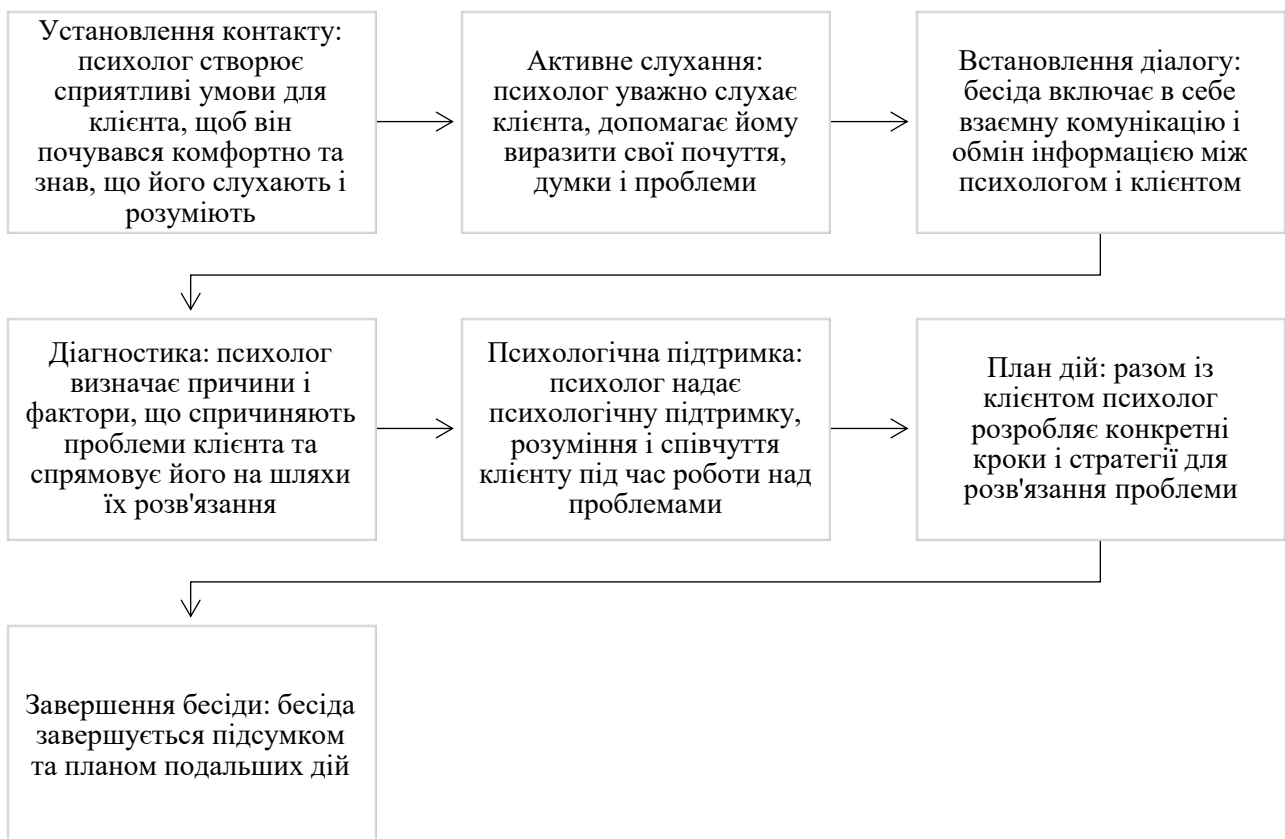 Установлення контакту:
психолог створює
сприятливі умови для
клієнта, щоб він
почувався комфортно та
знав, що його слухають і
розуміють
Активне слухання:
психолог уважно слухає
клієнта, допомагає йому
виразити свої почуття,
думки і проблеми
Встановлення діалогу:
бесіда включає в себе
взаємну комунікацію і
обмін інформацією між
психологом і клієнтом
Діагностика: психолог
визначає причини і
фактори, що спричиняють
проблеми клієнта та
спрямовує його на шляхи
їх розв'язання
Психологічна підтримка:
психолог надає
психологічну підтримку,
розуміння і співчуття
клієнту під час роботи над
проблемами
План дій: разом із
клієнтом психолог
розробляє конкретні
кроки і стратегії для
розв'язання проблеми
Завершення бесіди: бесіда
завершується підсумком
та планом подальших дій